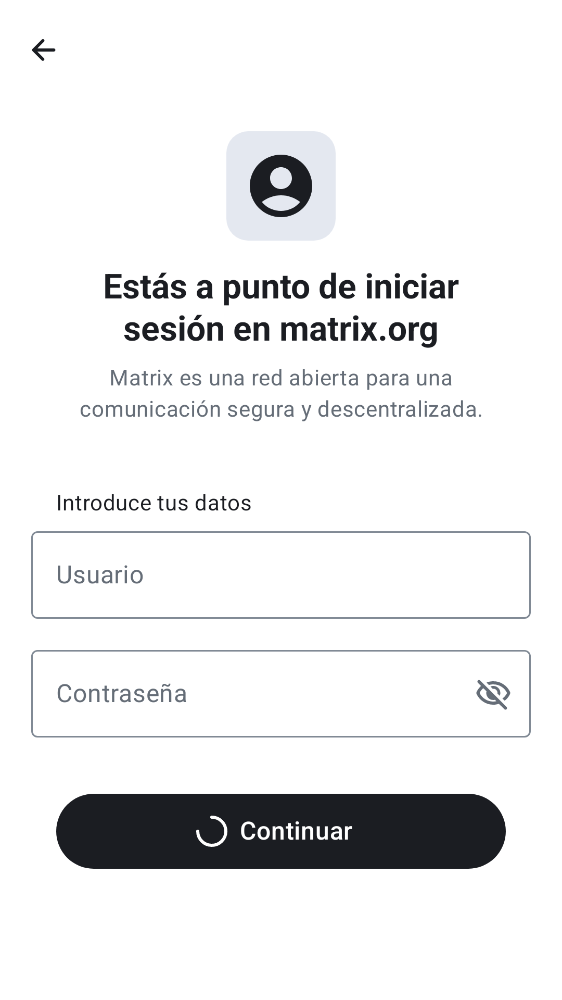 Estás a punto de iniciar
sesión en matrix.org
Matrix es una red abierta para una
comunicación segura y descentralizada.
Introduce tus datos
Usuario
Contraseña
Continuar